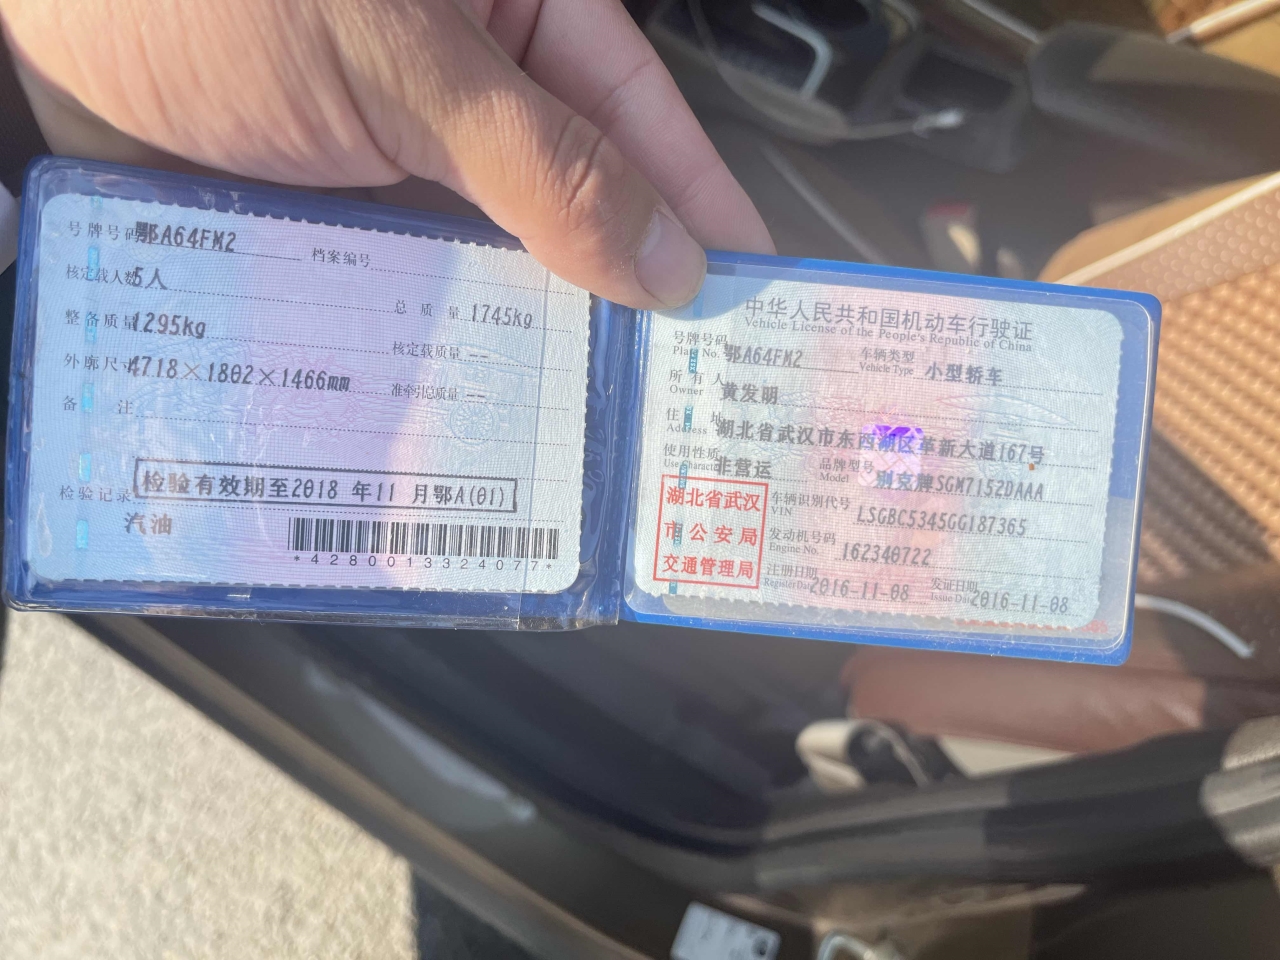 号牌号码 鄂A64FM2 档案编号
核定载人数 5人 总质量 1745kg
整备质量 1295kg 核定载质量 --
外廓尺寸 4718×1802×1466mm 准牵引总质量 --
备注
检验记录 检验有效期至2018 年11 月鄂A(01)
汽油
*4280013324077*
中华人民共和国机动车行驶证
Vehicle License of the People's Republic of China
号牌号码 鄂A64FM2 车辆类型 小型轿车
Plate No. Vehicle Type
所有人 黄发明
Owner
住址 湖北省武汉市东西湖区革新大道167号
Address
使用性质 非营运 品牌型号 别克牌SGM7152DAAA
Use Character Model
湖北省武汉
市公安局
交通管理局
车辆识别代号 LSGBC5345GG187365
VIN
发动机号码 162340722
Engine No.
注册日期 2016-11-08 发证日期 2016-11-08
Register Date Issue Date